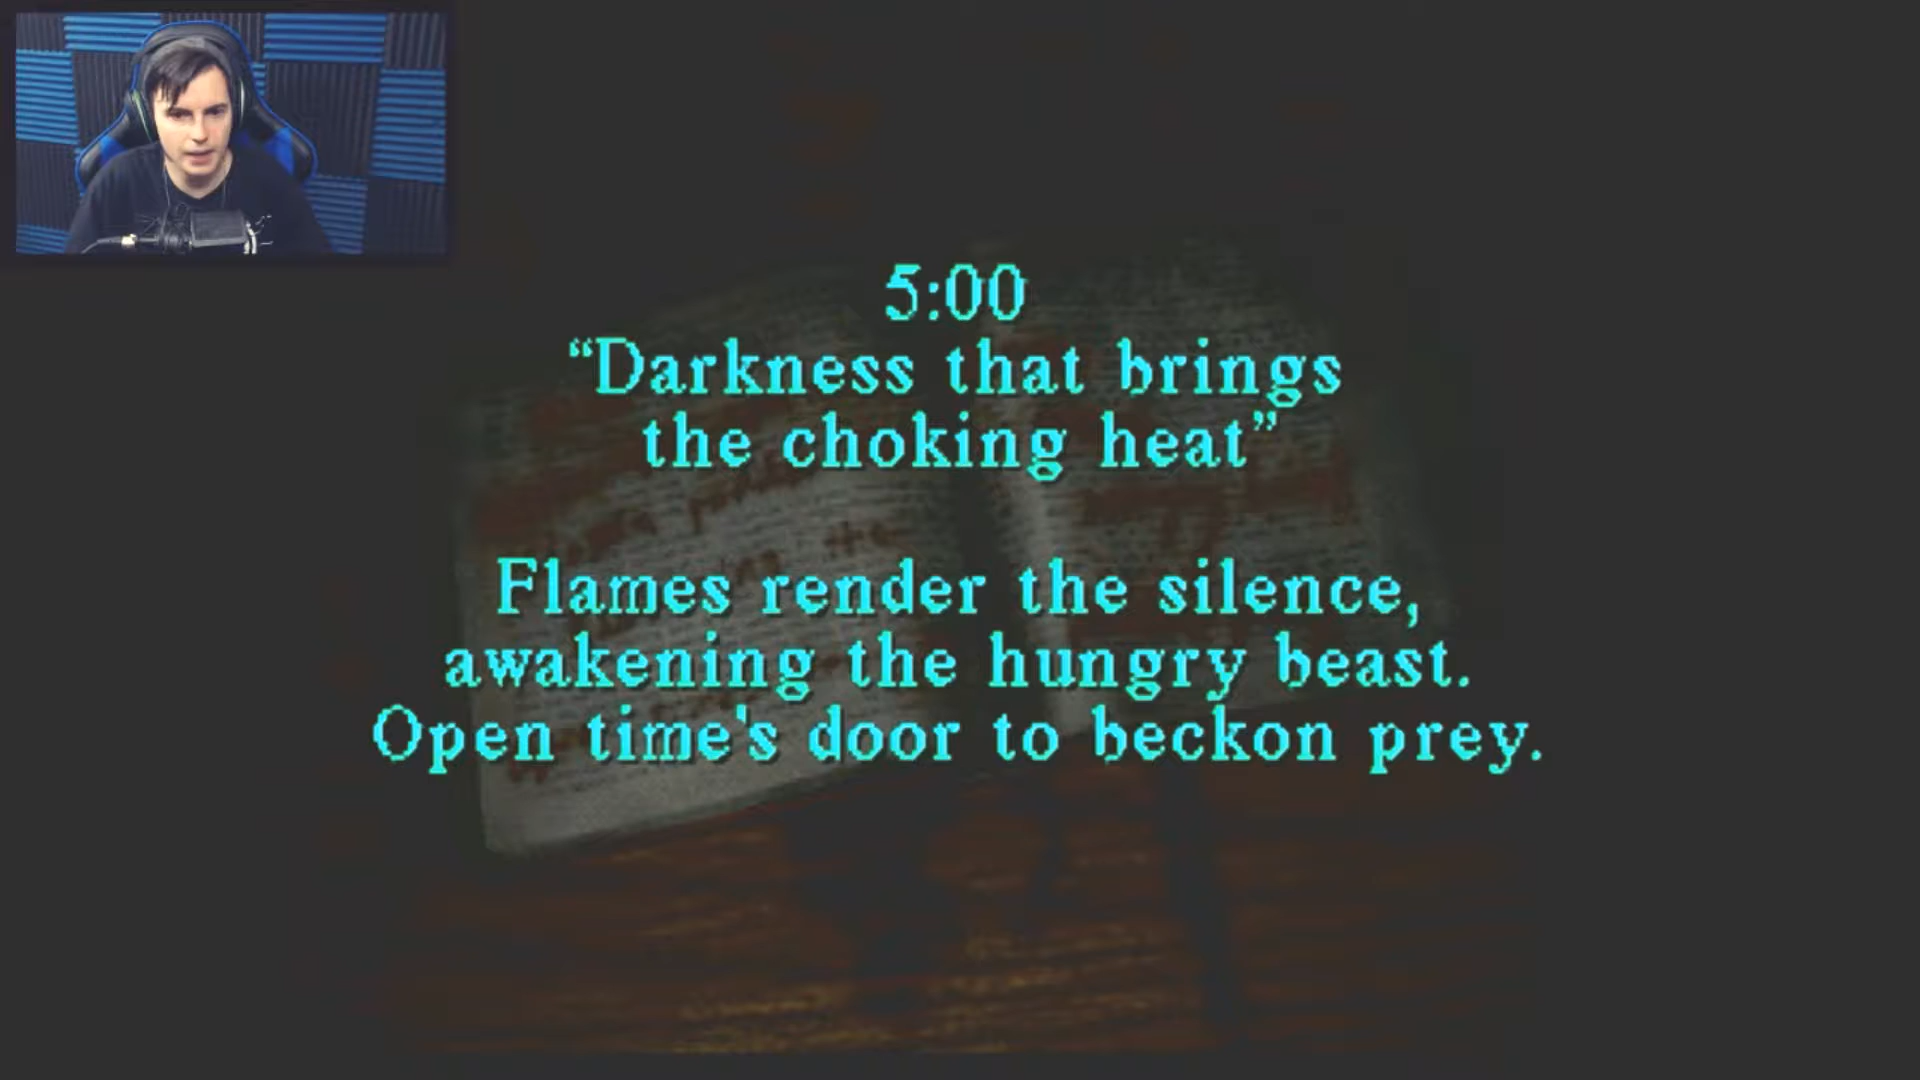 5:00
“Darkness that brings
the choking heat”
Flames render the silence,
awakening the hungry beast.
Open time's door to beckon prey.